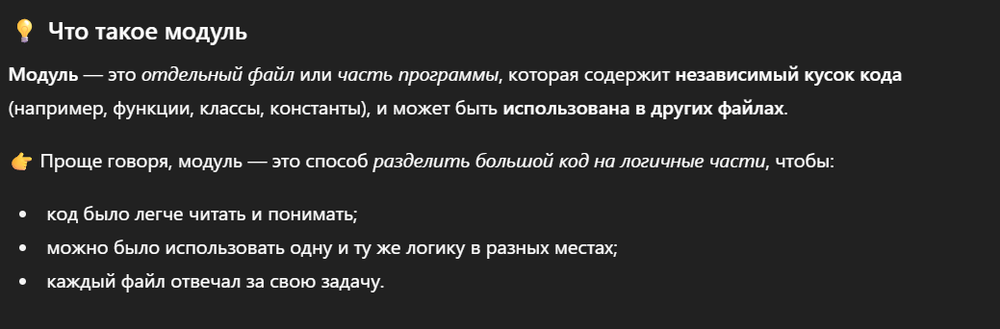 💡 Что такое модуль
Модуль — это отдельный файл или часть программы, которая содержит независимый кусок кода
(например, функции, классы, константы), и может быть использована в других файлах.
👉 Проще говоря, модуль — это способ разделить большой код на логичные части, чтобы:
• код было легче читать и понимать;
• можно было использовать одну и ту же логику в разных местах;
• каждый файл отвечал за свою задачу.